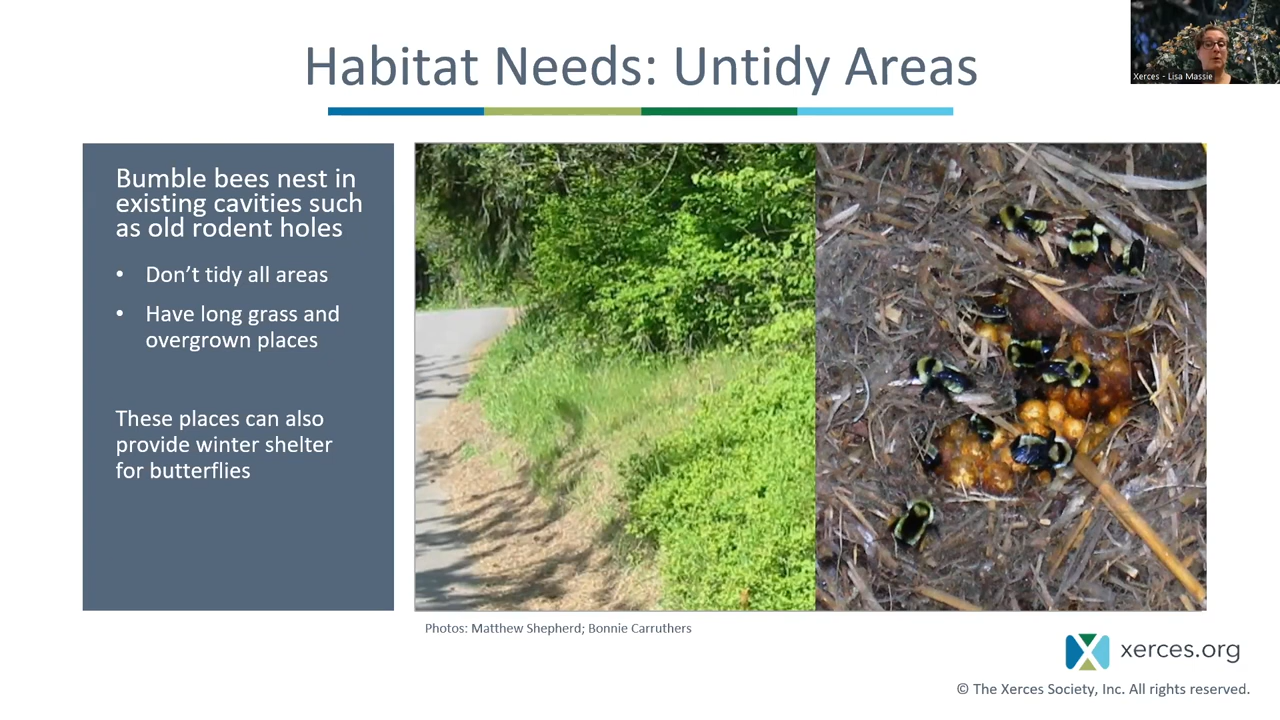 Habitat Needs: Untidy Areas
Xerces - Lisa Massie
Bumble bees nest in
existing cavities such
as old rodent holes
• Don't tidy all areas
• Have long grass and
overgrown places
These places can also
provide winter shelter
for butterflies
Photos: Matthew Shepherd; Bonnie Carruthers
xerces.org
© The Xerces Society, Inc. All rights reserved.